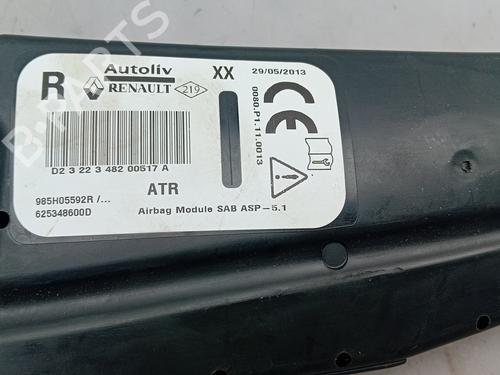 Autoliv XX 29/05/2013
R RENAULT 219
0080.P1.11.0013
CE
D2 3 22 3 482 00517 A
ATR
985H05592R /...
625348600D
Airbag Module SAB ASP-5.1
B-PARTS